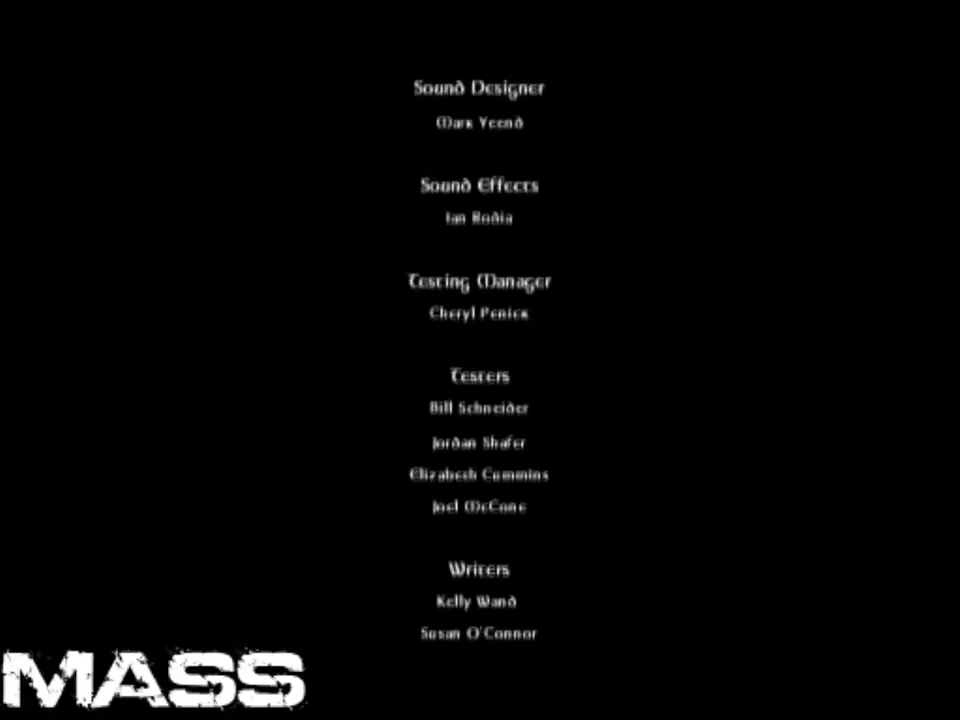 Sound Designer
Mark Yeend
Sound Effects
Ian Rodia
Testing Manager
Cheryl Penick
Testers
Bill Schneider
Jordan Shafer
Elizabeth Cummins
Joel McCone
Writers
Kelly Wand
Susan O'Connor
MASS